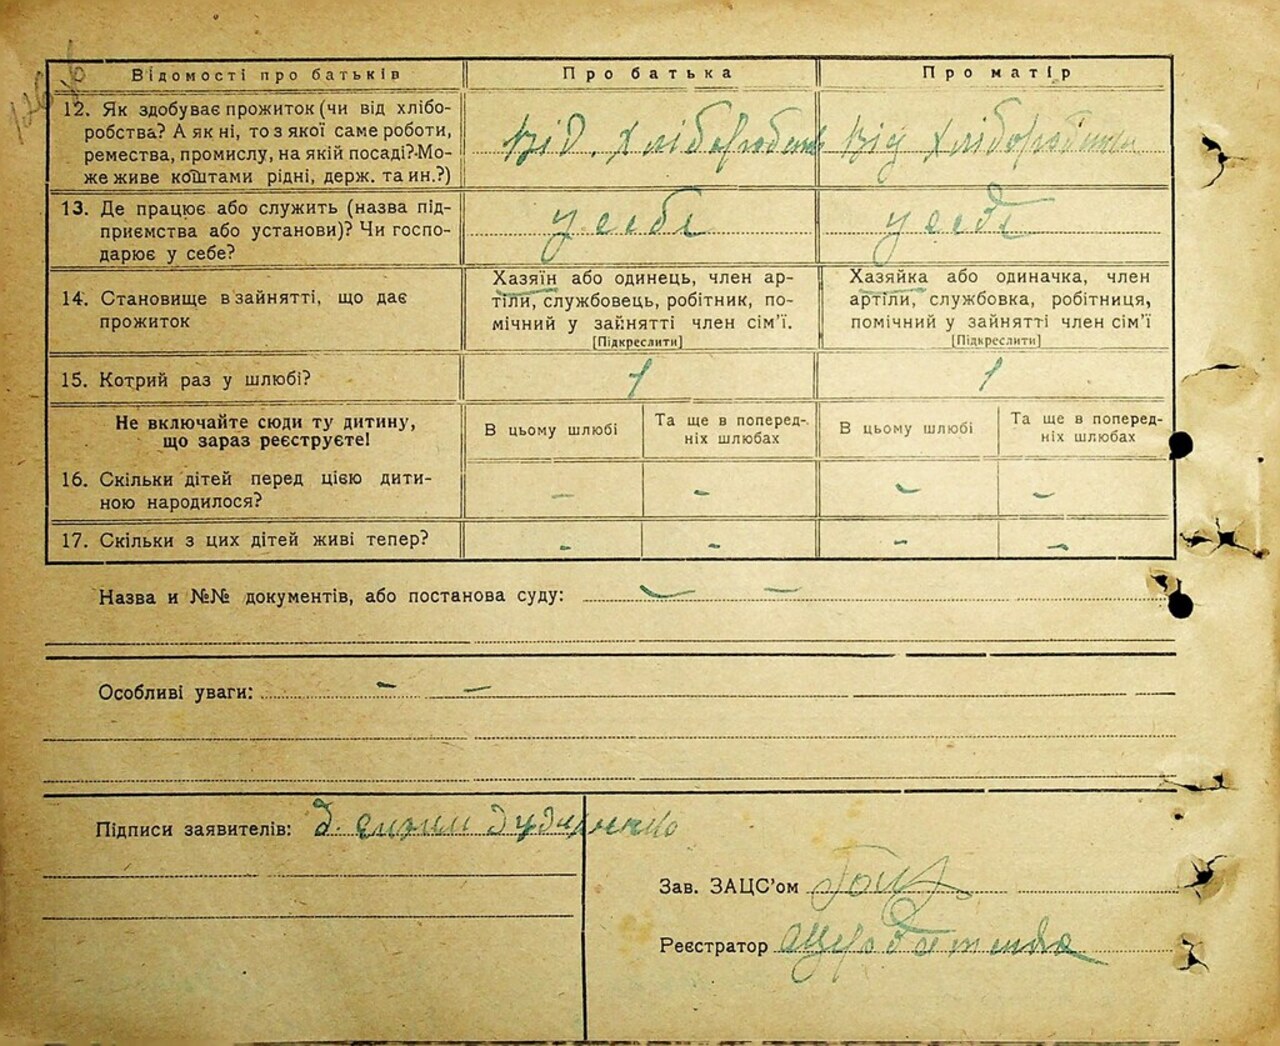 Відомості про батьків
Про батька
Про матір
12. Як здобуває прожиток (чи від хлібо-
робства? А як ні, то з якої саме роботи,
ремества, промислу, на якій посаді? Мо-
же живе коштами рідні, держ. та ин.?)
від. хліборобства
від хліборобства
13. Де працює або служить (назва під-
приємства або установи)? Чи госпо-
дарює у себе?
у себе
у себе
14. Становище в зайнятті, що дає
прожиток
Хазяїн або одинець, член ар-
тіли, службовець, робітник, по-
мічний у зайнятті член сім’ї.
[Підкреслити]
Хазяйка або одиначка, член
артіли, службовка, робітниця,
помічний у зайнятті член сім’ї
[Підкреслити]
15. Котрий раз у шлюбі?
1
1
Не включайте сюди ту дитину,
що зараз реєструєте!
В цьому шлюбі
Та ще в поперед-
ніх шлюбах
В цьому шлюбі
Та ще в поперед-
ніх шлюбах
16. Скільки дітей перед цією дити-
ною народилося?
– – – –
17. Скільки з цих дітей живі тепер?
– – – –
Назва и №№ документів, або постанова суду: – –
Особливі уваги: – –
Підписи заявителів:
Зав. ЗАЦС’ом
Реєстратор